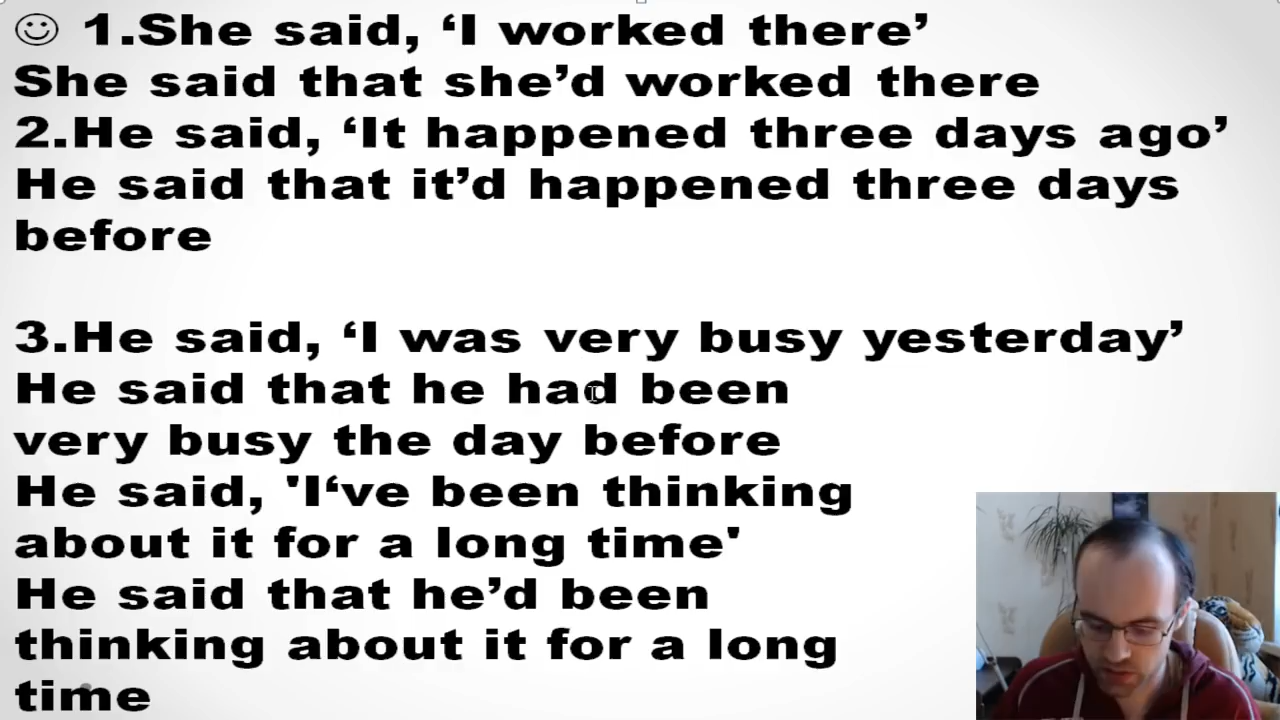 ☺ 1.She said, ‘I worked there’
She said that she’d worked there
2.He said, ‘It happened three days ago’
He said that it’d happened three days
before
3.He said, ‘I was very busy yesterday’
He said that he had been
very busy the day before
He said, 'I‘ve been thinking
about it for a long time'
He said that he’d been
thinking about it for a long
time